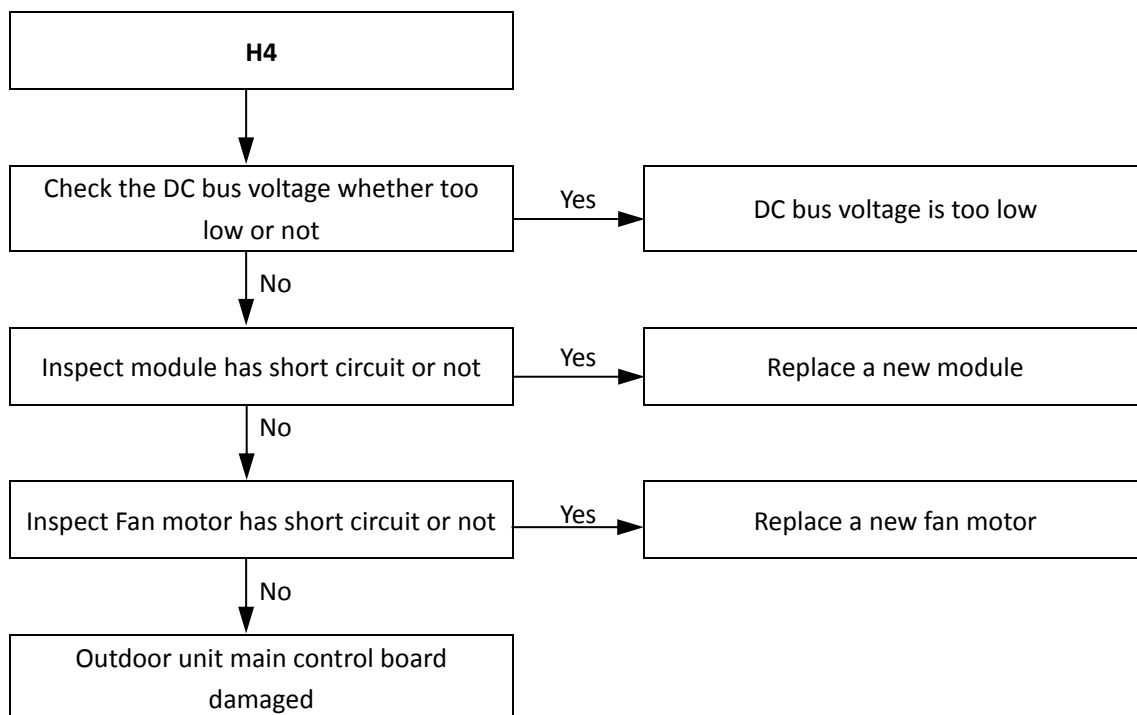 H4
Check the DC bus voltage whether too
low or not
Yes
DC bus voltage is too low
No
Inspect module has short circuit or not
Yes
Replace a new module
No
Inspect Fan motor has short circuit or not
Yes
Replace a new fan motor
No
Outdoor unit main control board
damaged